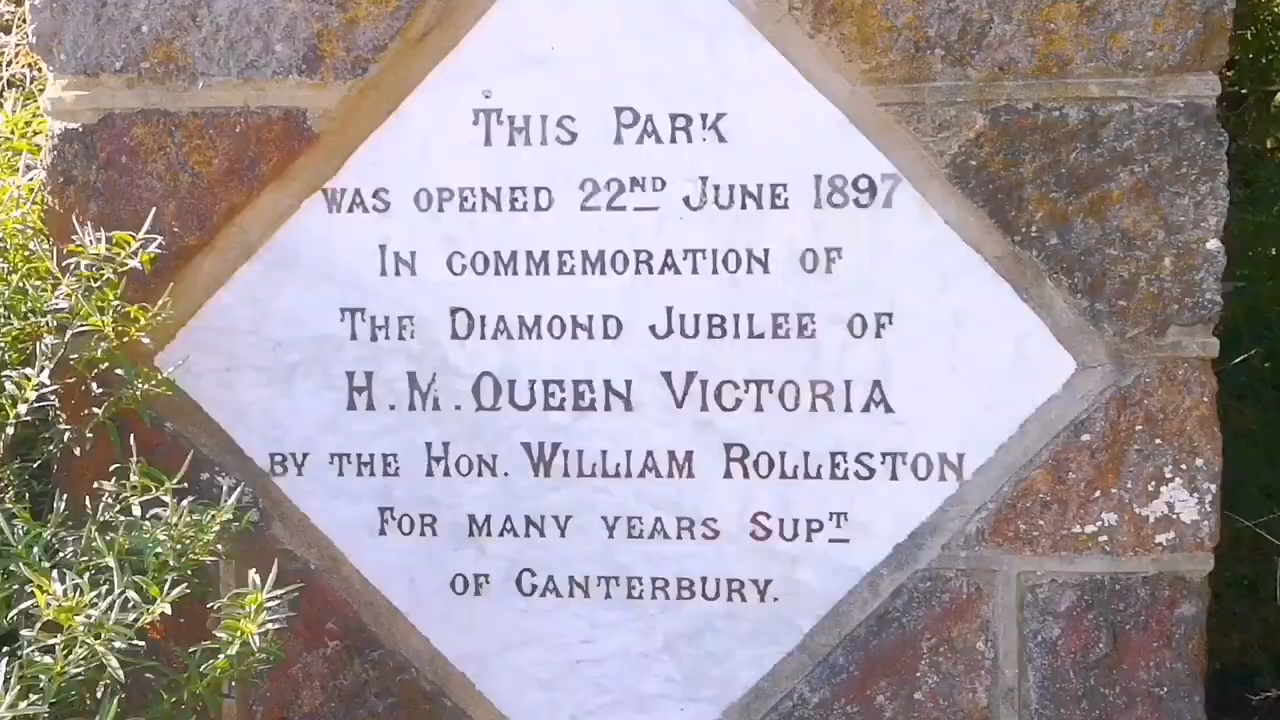 THIS PARK
WAS OPENED 22ND JUNE 1897
IN COMMEMORATION OF
THE DIAMOND JUBILEE OF
H.M. QUEEN VICTORIA
BY THE HON. WILLIAM ROLLESTON
FOR MANY YEARS SUPT
OF CANTERBURY.